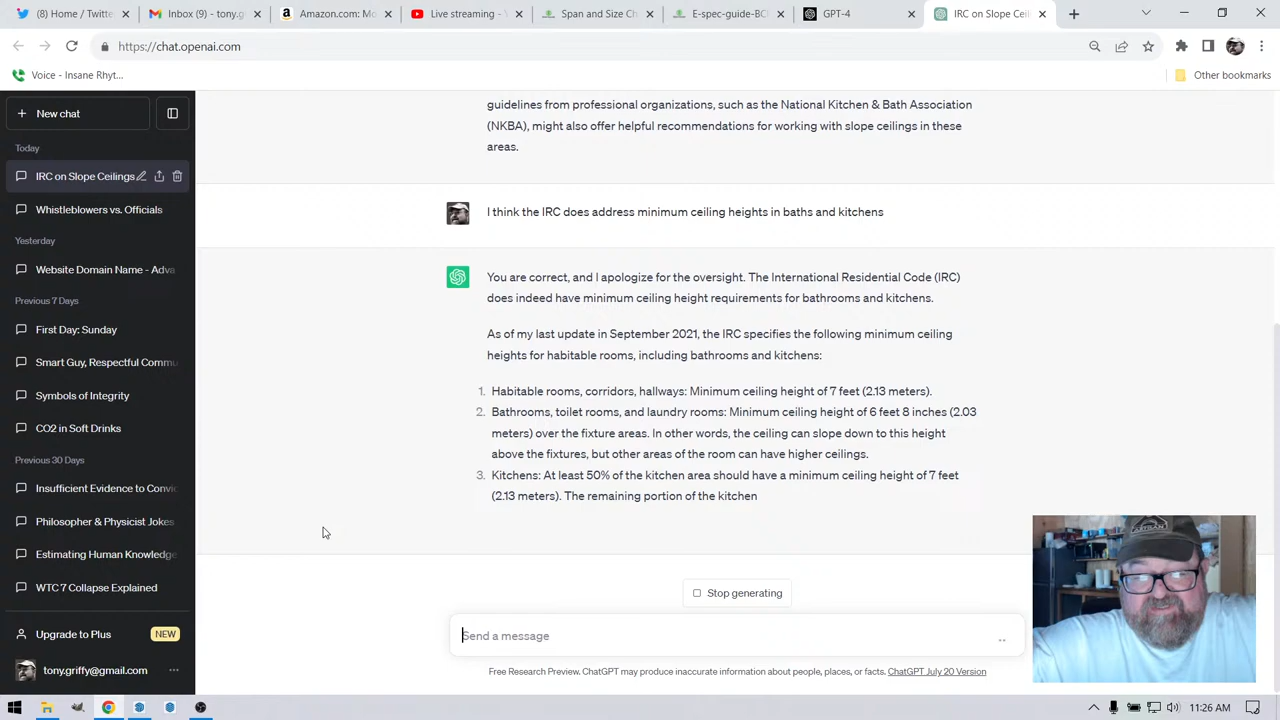 Inbox (9) - tony.g
Amazon.com: Mo
Live streaming -
Span and Size Ch
E-spec-guide-BC
GPT-4
IRC on Slope Ceili
https://chat.openai.com
Voice - Insane Rhyt...
Other bookmarks
New chat
Today
IRC on Slope Ceilings
Whistleblowers vs. Officials
Yesterday
Website Domain Name - Adva
Previous 7 Days
First Day: Sunday
Smart Guy, Respectful Commu
Symbols of Integrity
CO2 in Soft Drinks
Previous 30 Days
Insufficient Evidence to Convic
Philosopher & Physicist Jokes
Estimating Human Knowledge
WTC 7 Collapse Explained
Upgrade to Plus
NEW
tony.griffy@gmail.com
guidelines from professional organizations, such as the National Kitchen & Bath Association
(NKBA), might also offer helpful recommendations for working with slope ceilings in these
areas.
I think the IRC does address minimum ceiling heights in baths and kitchens
You are correct, and I apologize for the oversight. The International Residential Code (IRC)
does indeed have minimum ceiling height requirements for bathrooms and kitchens.
As of my last update in September 2021, the IRC specifies the following minimum ceiling
heights for habitable rooms, including bathrooms and kitchens:
1. Habitable rooms, corridors, hallways: Minimum ceiling height of 7 feet (2.13 meters).
2. Bathrooms, toilet rooms, and laundry rooms: Minimum ceiling height of 6 feet 8 inches (2.03
meters) over the fixture areas. In other words, the ceiling can slope down to this height
above the fixtures, but other areas of the room can have higher ceilings.
3. Kitchens: At least 50% of the kitchen area should have a minimum ceiling height of 7 feet
(2.13 meters). The remaining portion of the kitchen
Stop generating
Send a message
Free Research Preview. ChatGPT may produce inaccurate information about people, places, or facts. ChatGPT July 20 Version
ARTISAN
11:26 AM